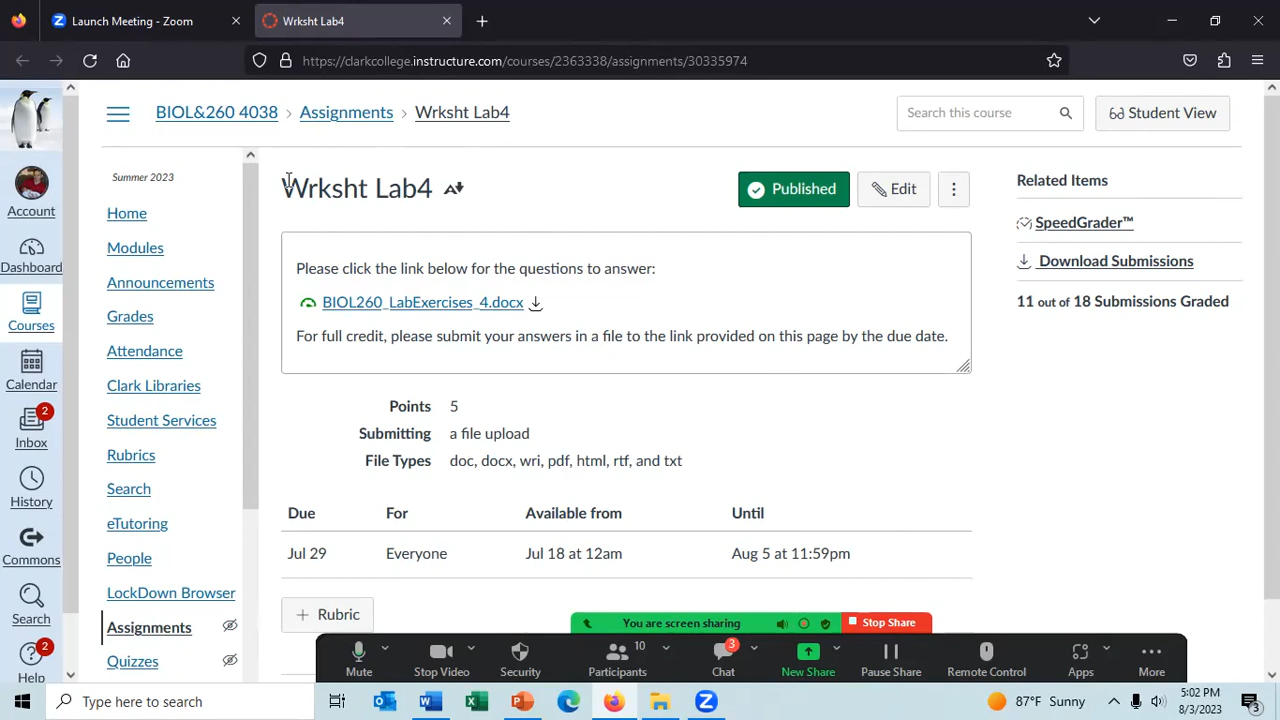 Launch Meeting - Zoom
Wrksht Lab4
https://clarkcollege.instructure.com/courses/2363338/assignments/30335974
BIOL&260 4038 › Assignments › Wrksht Lab4
Search this course
Student View
Account
Dashboard
Courses
Calendar
2
Inbox
History
Commons
Search
2
Help
Summer 2023
Home
Modules
Announcements
Grades
Attendance
Clark Libraries
Student Services
Rubrics
Search
eTutoring
People
LockDown Browser
Assignments
Quizzes
Wrksht Lab4
Published
Edit
Please click the link below for the questions to answer:
BIOL260_LabExercises_4.docx
For full credit, please submit your answers in a file to the link provided on this page by the due date.
Points 5
Submitting a file upload
File Types doc, docx, wri, pdf, html, rtf, and txt
Due For Available from Until
Jul 29 Everyone Jul 18 at 12am Aug 5 at 11:59pm
+ Rubric
Related Items
SpeedGrader™
Download Submissions
11 out of 18 Submissions Graded
You are screen sharing
Stop Share
Mute
Stop Video
Security
10
Participants
3
Chat
New Share
Pause Share
Remote Control
Apps
More
Type here to search
87°F Sunny
5:02 PM
8/3/2023
3